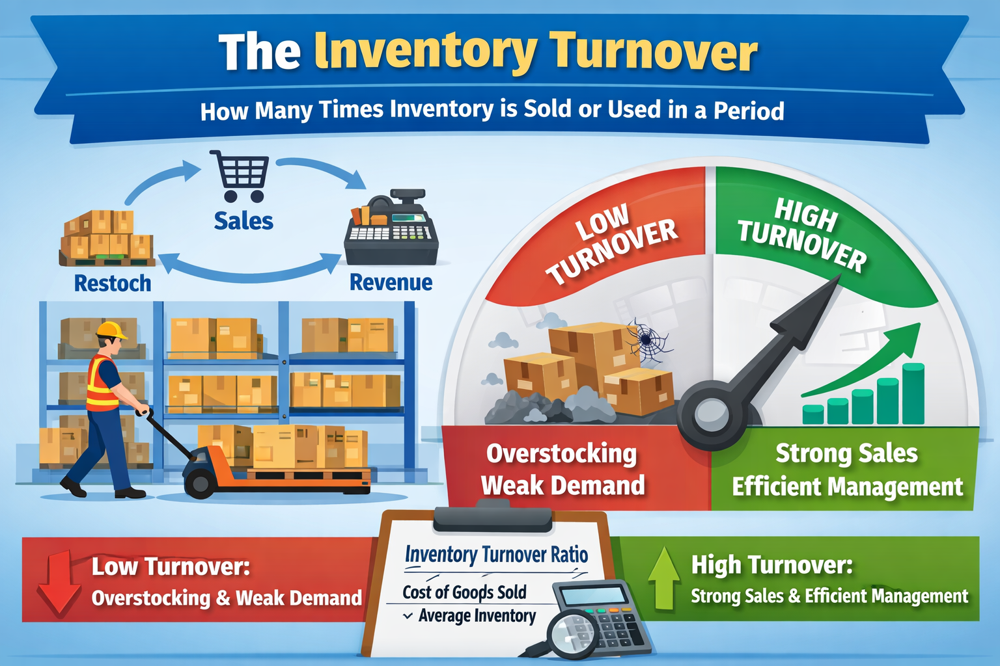 The Inventory Turnover
How Many Times Inventory is Sold or Used in a Period
Sales
Restoch
Revenue
LOW
TURNOVER
HIGH
TURNOVER
Overstocking
Weak Demand
Strong Sales
Efficient Management
Low Turnover:
Overstocking & Weak Demand
Inventory Turnover Ratio
Cost of Goods Sold
Average Inventory
High Turnover:
Strong Sales & Efficient Management